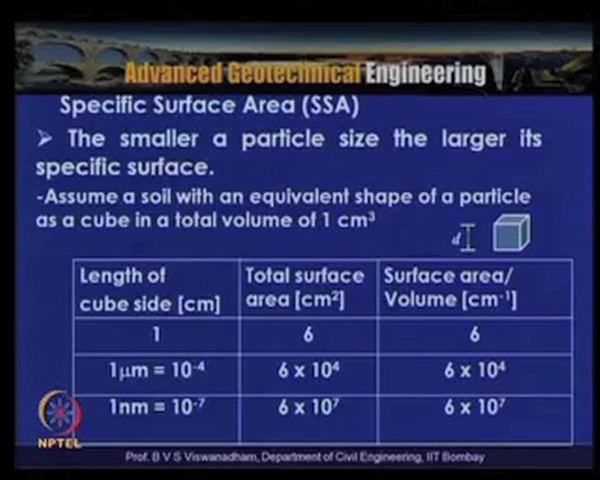 Advanced Geotechnical Engineering
Specific Surface Area (SSA)
➢ The smaller a particle size the larger its
specific surface.
-Assume a soil with an equivalent shape of a particle
as a cube in a total volume of 1 cm³
d
Length of cube side [cm] | Total surface area [cm²] | Surface area/ Volume [cm⁻¹]
1 | 6 | 6
1μm = 10⁻⁴ | 6 x 10⁴ | 6 x 10⁴
1nm = 10⁻⁷ | 6 x 10⁷ | 6 x 10⁷
NPTEL
Prof. B V S Viswanadham, Department of Civil Engineering, IIT Bombay